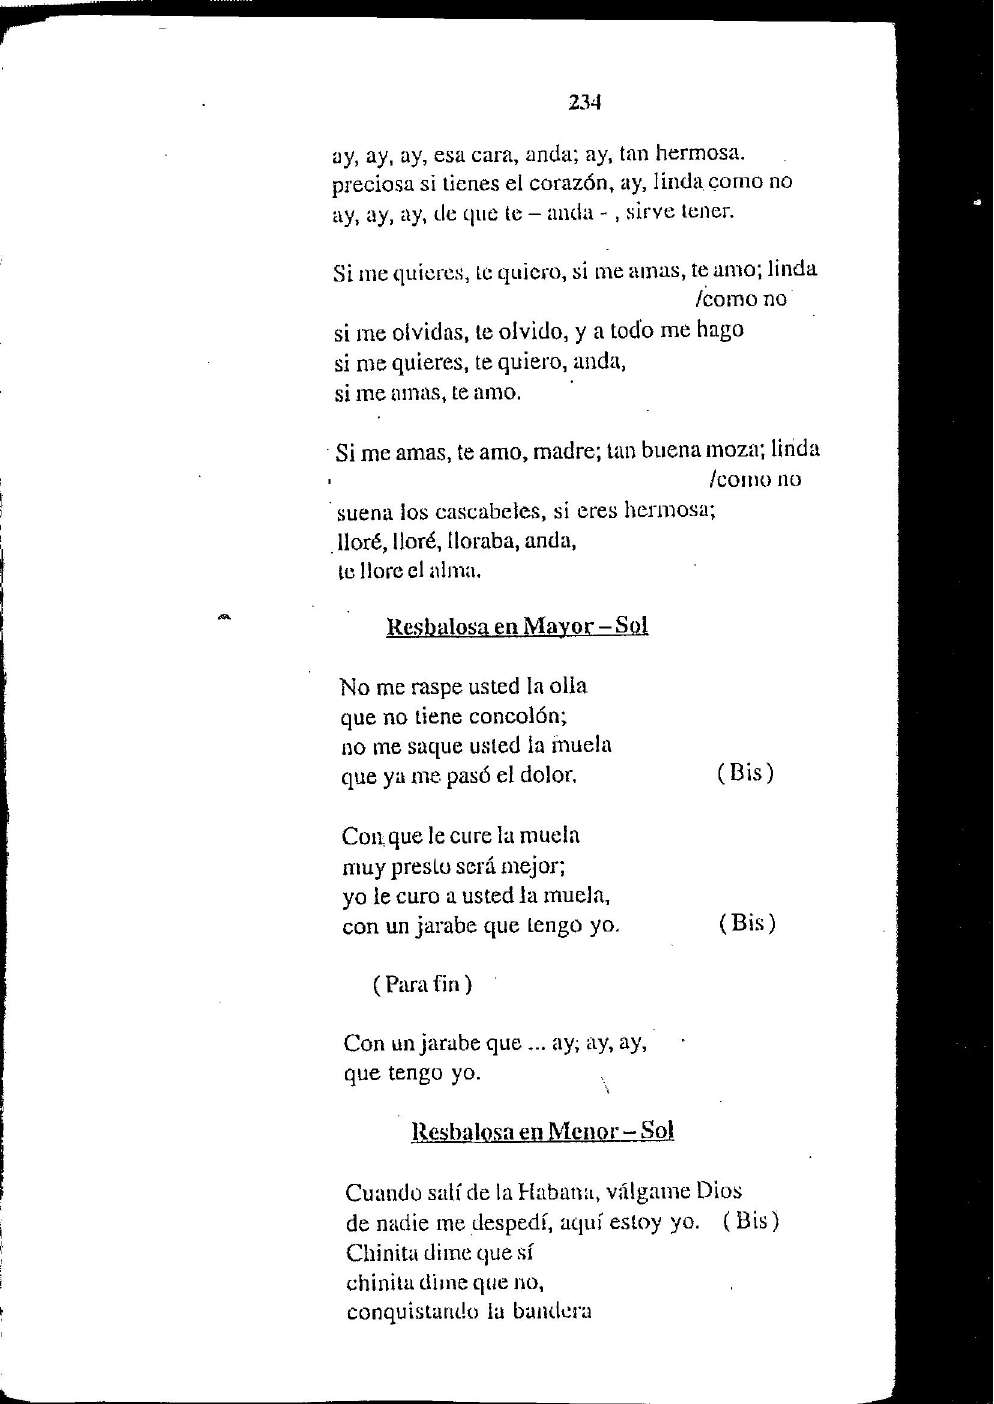 234
ay, ay, ay, esa cara, anda; ay, tan hermosa.
preciosa si tienes el corazón, ay, linda como no
ay, ay, ay, de que te – anda - , sirve tener.
Si me quieres, te quiero, si me amas, te amo; linda
/como no
si me olvidas, te olvido, y a todo me hago
si me quieres, te quiero, anda,
si me amas, te amo.
Si me amas, te amo, madre; tan buena moza; linda
/como no
suena los cascabeles, si eres hermosa;
lloré, lloré, lloraba, anda,
te llore el alma.
Resbalosa en Mayor – Sol
No me raspe usted la olla
que no tiene concolón;
no me saque usted la muela
que ya me pasó el dolor. ( Bis )
Con que le cure la muela
muy presto será mejor;
yo le curo a usted la muela,
con un jarabe que tengo yo. ( Bis )
( Para fin )
Con un jarabe que ... ay; ay, ay,
que tengo yo.
Resbalosa en Menor – Sol
Cuando salí de la Habana, válgame Dios
de nadie me despedí, aquí estoy yo. ( Bis )
Chinita dime que sí
chinita dime que no,
conquistando la bandera